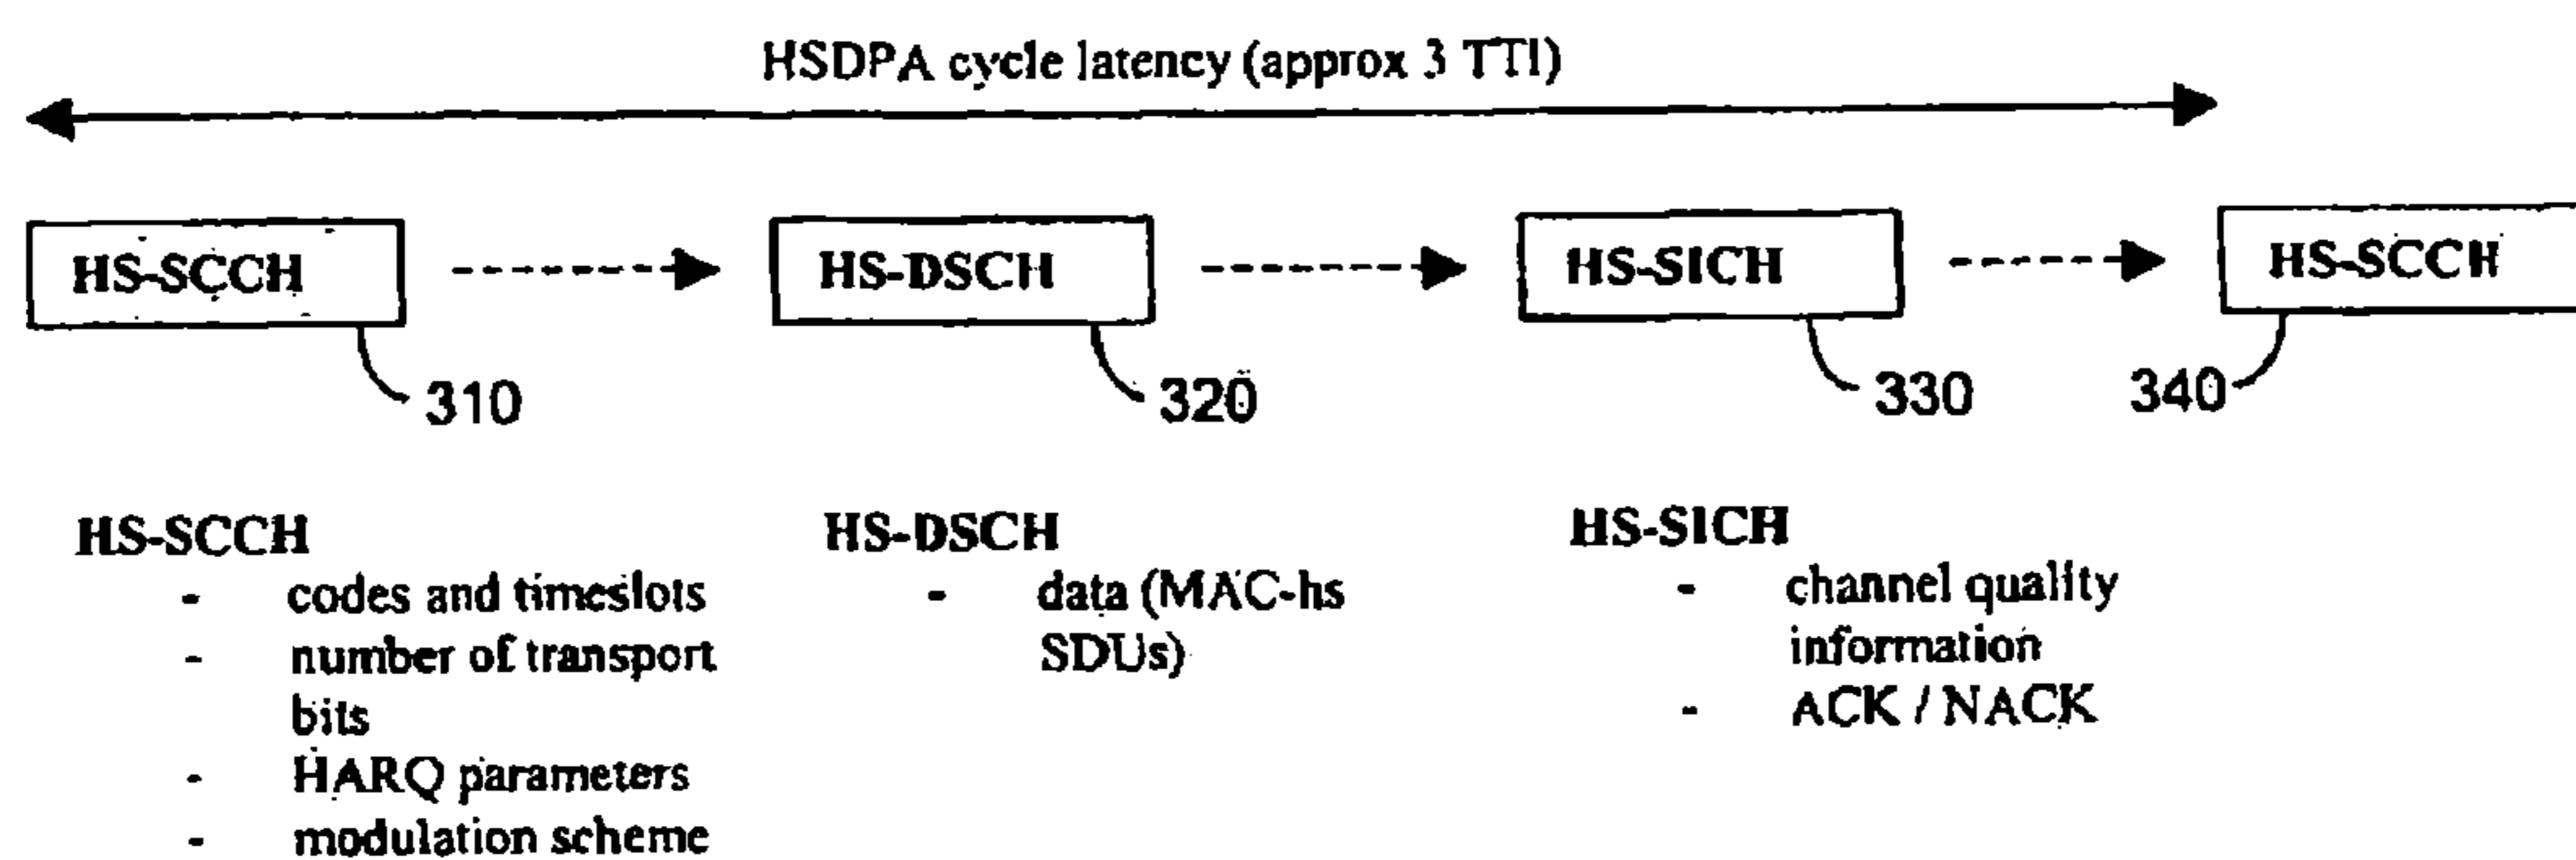 HSDPA cycle latency (approx 3 TTI)
HS-SCCH
HS-DSCH
HS-SICH
HS-SCCH
310
320
330
340
HS-SCCH
- codes and timeslots
- number of transport
bits
- HARQ parameters
- modulation scheme
HS-DSCH
- data (MAC-hs
SDUs)
HS-SICH
- channel quality
information
- ACK / NACK